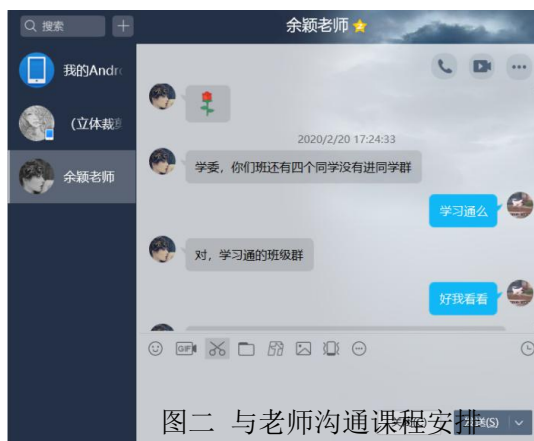 搜索
余颖老师
我的Andr
（立体裁剪
余颖老师
2020/2/20 17:24:33
学委，你们班还有四个同学没有进同学群
学习通么
对，学习通的班级群
好我看看
GIF
图二 与老师沟通课程安排
(S)